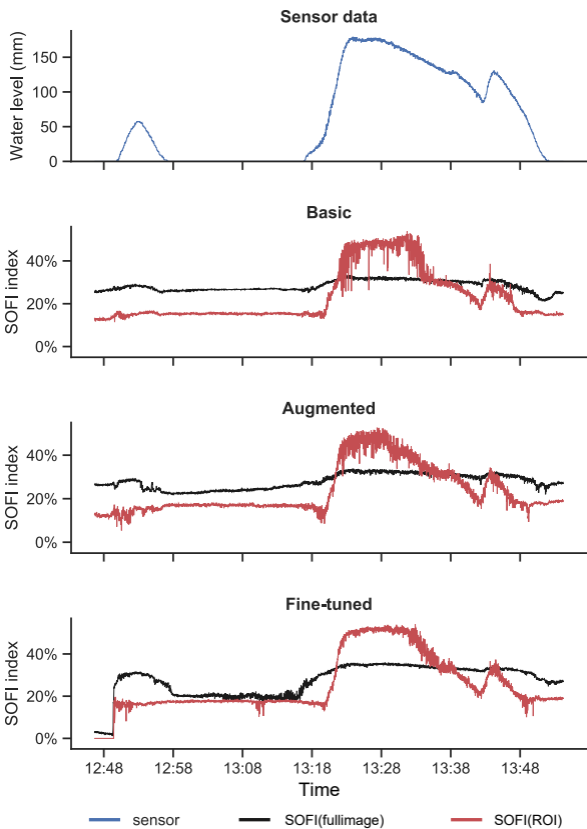 Sensor data
Water level (mm)
150
100
50
0
Basic
SOFI index
40%
20%
0%
Augmented
SOFI index
40%
20%
0%
Fine-tuned
SOFI index
40%
20%
0%
12:48 12:58 13:08 13:18 13:28 13:38 13:48
Time
sensor SOFI(fullimage) SOFI(ROI)